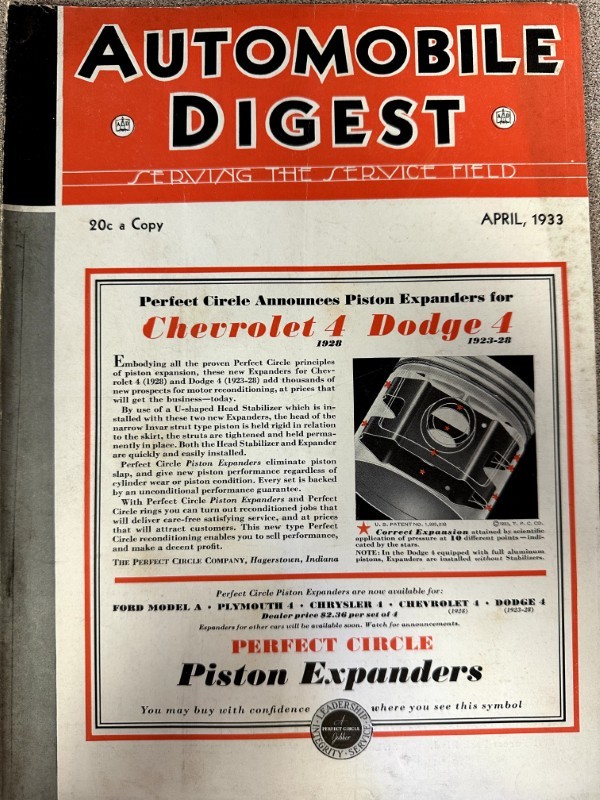 AUTOMOBILE
DIGEST
SERVING THE SERVICE FIELD
20c a Copy
APRIL, 1933
Perfect Circle Announces Piston Expanders for
Chevrolet 4 Dodge 4
1928 1923-28
Embodying all the proven Perfect Circle principles
of piston expansion, these new Expanders for Chev-
rolet 4 (1928) and Dodge 4 (1923-28) add thousands of
new prospects for motor reconditioning, at prices that
will get the business—today.
By use of a U-shaped Head Stabilizer which is in-
stalled with these two new Expanders, the head of the
narrow Invar strut type piston is held rigid in relation
to the skirt, the struts are tightened and held perma-
nently in place. Both the Head Stabilizer and Expander
are quickly and easily installed.
Perfect Circle Piston Expanders eliminate piston
slap, and give new piston performance regardless of
cylinder wear or piston condition. Every set is backed
by an unconditional performance guarantee.
With Perfect Circle Piston Expanders and Perfect
Circle rings you can turn out reconditioned jobs that
will deliver care-free satisfying service, and at prices
that will attract customers. This new type Perfect
Circle reconditioning enables you to sell performance,
and make a decent profit.
THE PERFECT CIRCLE COMPANY, Hagerstown, Indiana
U. S. PATENT NO.
T. P. C. CO.
Correct Expansion attained by scientific
application of pressure at 10 different points—indi-
cated by the stars.
NOTE: In the Dodge 4 equipped with full aluminum
pistons, Expanders are installed without Stabilizers.
Perfect Circle Piston Expanders are now available for:
FORD MODEL A • PLYMOUTH 4 • CHRYSLER 4 • CHEVROLET 4 • DODGE 4
(1928) (1923-28)
Dealer price $2.36 per set of 4
Expanders for other cars will be available soon. Watch for announcements.
PERFECT CIRCLE
Piston Expanders
You may buy with confidence where you see this symbol
LEADERSHIP
INTEGRITY · SERVICE
A
PERFECT CIRCLE
Jobber